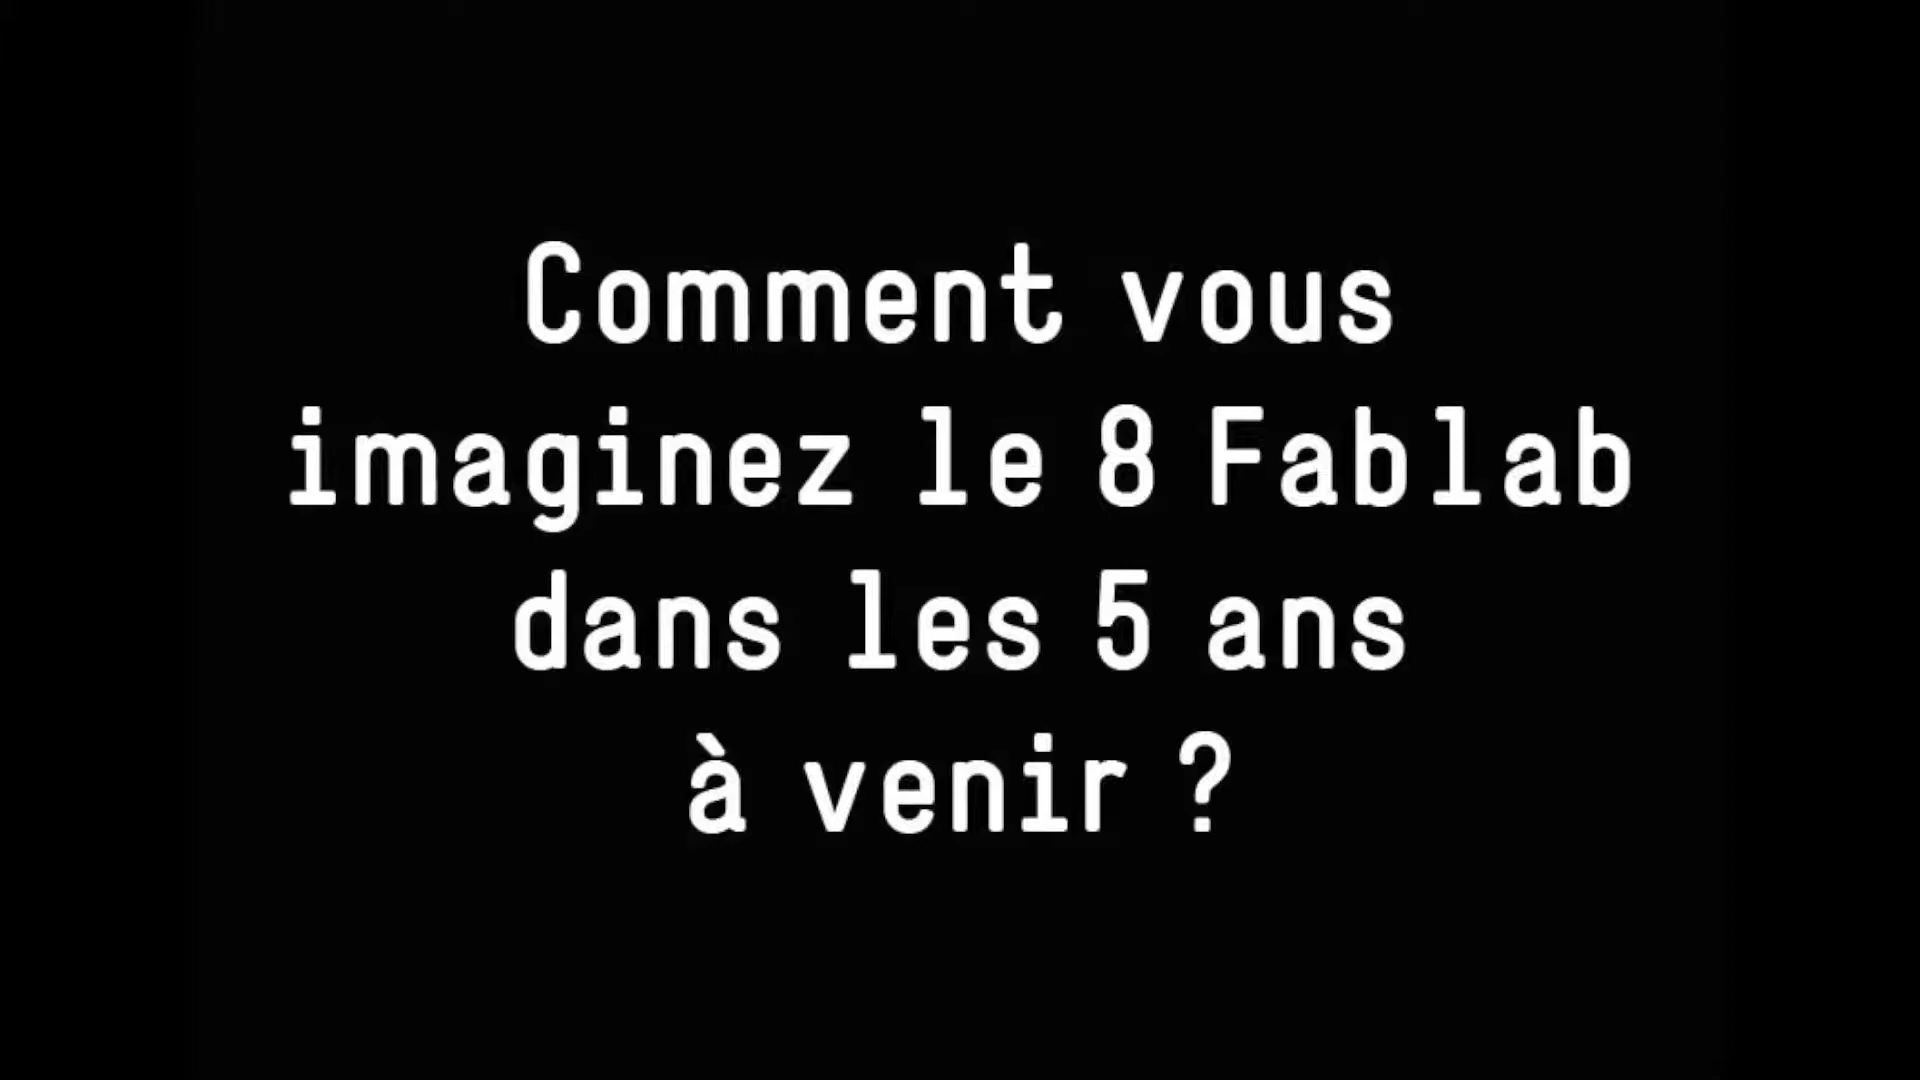 Comment vous
imaginez le 8 Fablab
dans les 5 ans
à venir ?